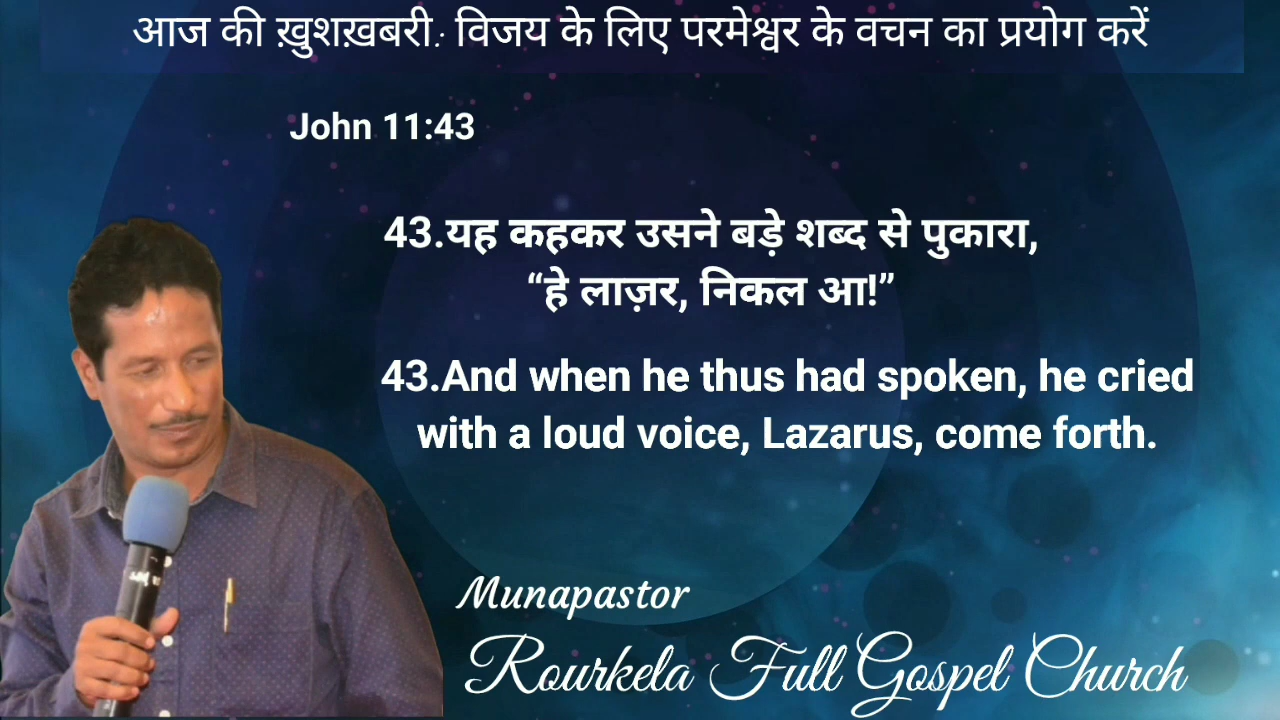 आज की ख़ुशख़बरी: विजय के लिए परमेश्वर के वचन का प्रयोग करें
John 11:43
43.यह कहकर उसने बड़े शब्द से पुकारा,
“हे लाज़र, निकल आ!”
43.And when he thus had spoken, he cried
with a loud voice, Lazarus, come forth.
Munapastor
Rourkela Full Gospel Church